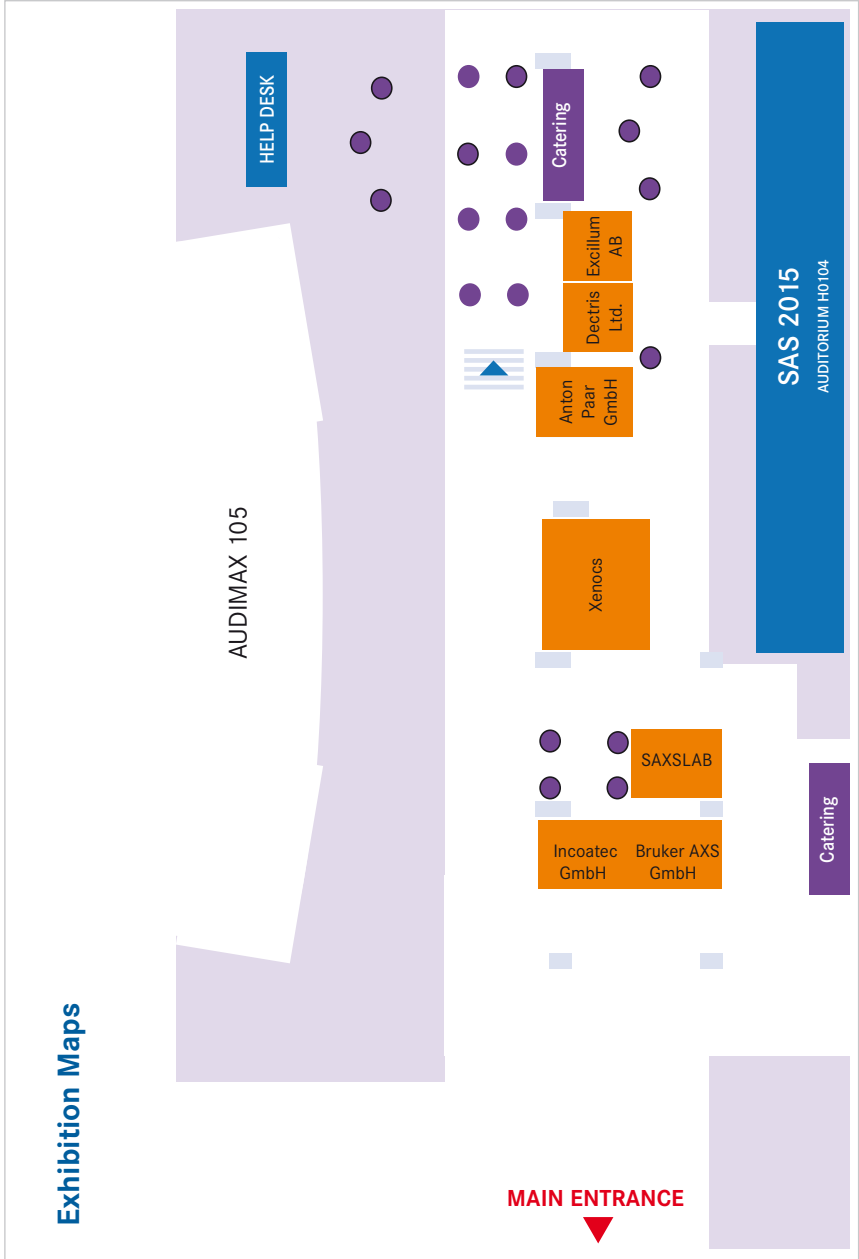 Exhibition Maps
HELP DESK
AUDIMAX 105
Catering
Excillum
AB
Dectris
Ltd.
Anton
Paar
GmbH
Xenocs
SAS 2015
AUDITORIUM H0104
SAXSLAB
Incoatec
GmbH
Bruker AXS
GmbH
Catering
MAIN ENTRANCE